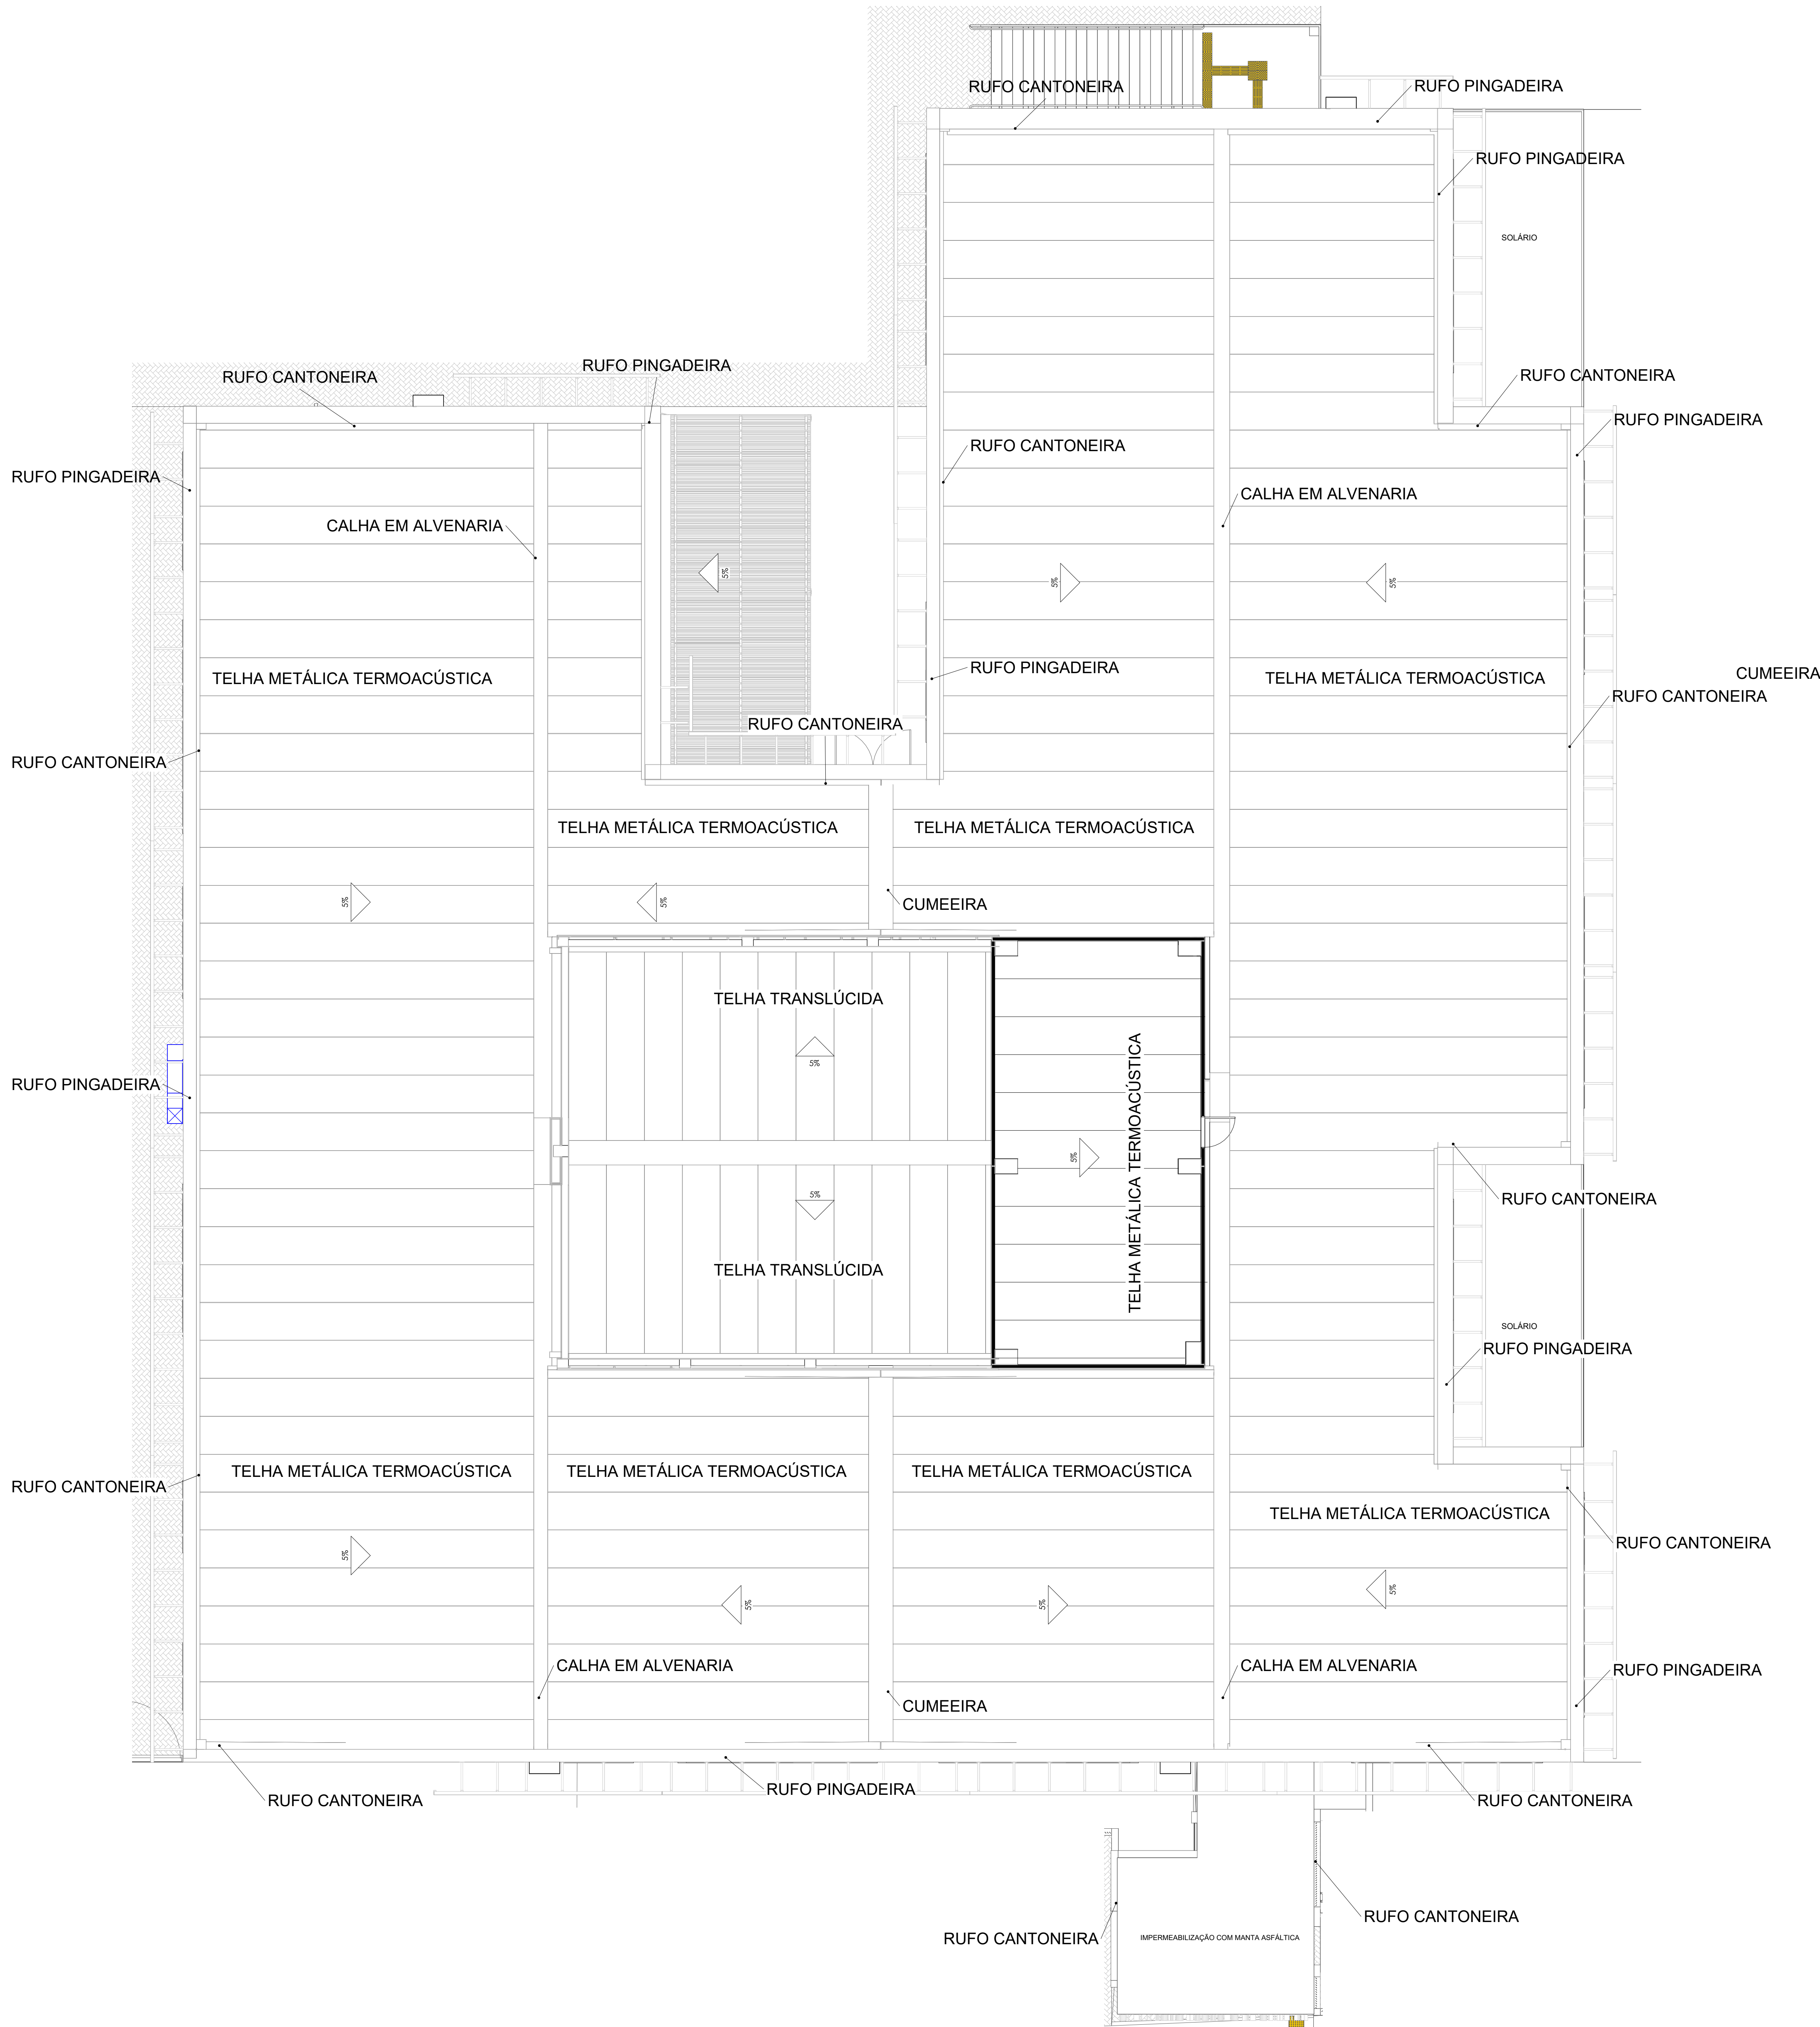 RUFO CANTONEIRA
RUFO PINGADEIRA
RUFO PINGADEIRA
SOLÁRIO
RUFO PINGADEIRA
RUFO CANTONEIRA
RUFO CANTONEIRA
RUFO PINGADEIRA
RUFO CANTONEIRA
RUFO PINGADEIRA
CALHA EM ALVENARIA
CALHA EM ALVENARIA
5%
5%
5%
RUFO PINGADEIRA
TELHA METÁLICA TERMOACÚSTICA
TELHA METÁLICA TERMOACÚSTICA
CUMEEIRA
RUFO CANTONEIRA
RUFO CANTONEIRA
RUFO CANTONEIRA
TELHA METÁLICA TERMOACÚSTICA
TELHA METÁLICA TERMOACÚSTICA
5%
5%
CUMEEIRA
TELHA TRANSLÚCIDA
5%
RUFO PINGADEIRA
TELHA METÁLICA TERMOACÚSTICA
5%
5%
RUFO CANTONEIRA
TELHA TRANSLÚCIDA
SOLÁRIO
RUFO PINGADEIRA
TELHA METÁLICA TERMOACÚSTICA
TELHA METÁLICA TERMOACÚSTICA
TELHA METÁLICA TERMOACÚSTICA
RUFO CANTONEIRA
TELHA METÁLICA TERMOACÚSTICA
RUFO CANTONEIRA
5%
5%
5%
5%
CALHA EM ALVENARIA
CALHA EM ALVENARIA
RUFO PINGADEIRA
CUMEEIRA
RUFO PINGADEIRA
RUFO CANTONEIRA
RUFO CANTONEIRA
RUFO CANTONEIRA
RUFO CANTONEIRA
IMPERMEABILIZAÇÃO COM MANTA ASFÁLTICA